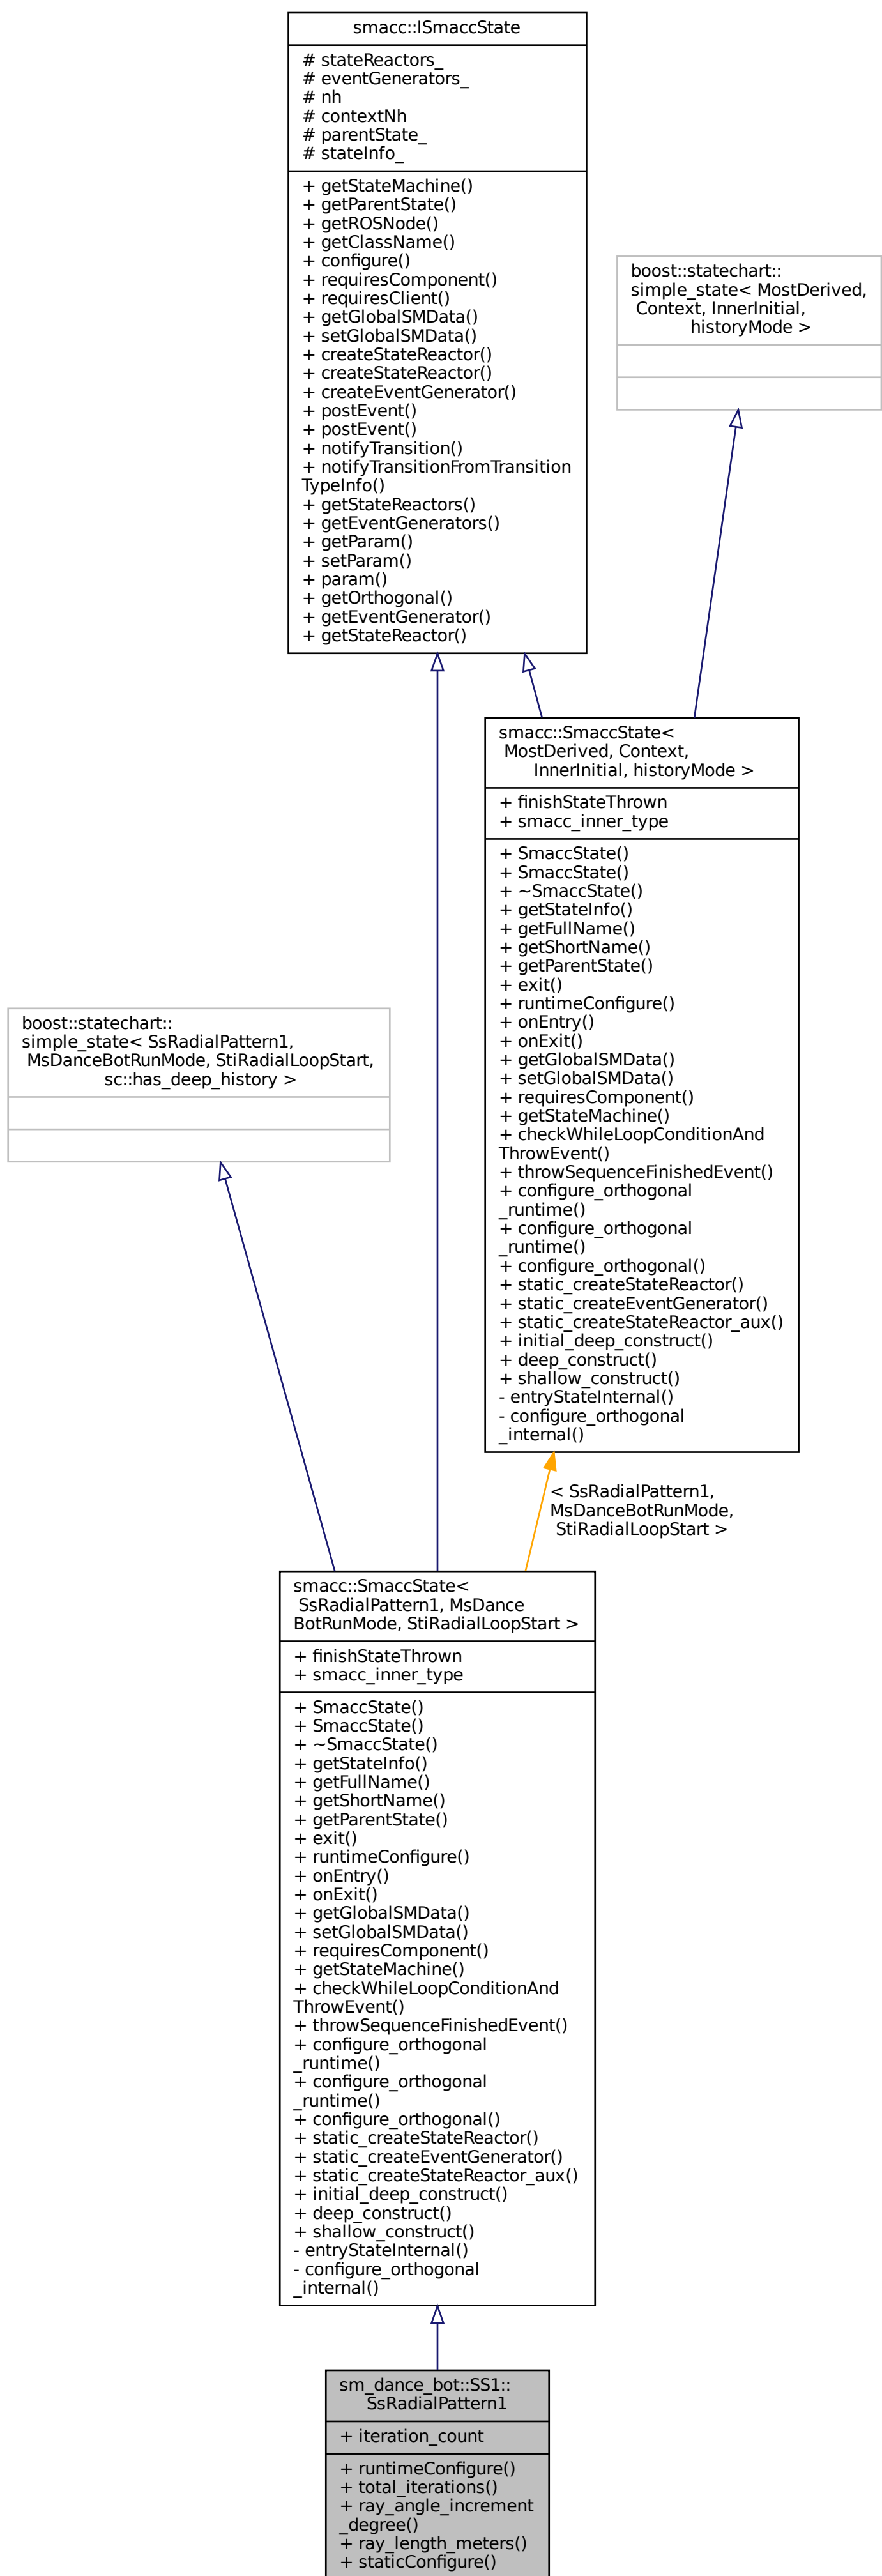 smacc::ISmaccState
# stateReactors_
# eventGenerators_
# nh
# contextNh
# parentState_
# stateInfo_
+ getStateMachine()
+ getParentState()
+ getROSNode()
+ getClassName()
+ configure()
+ requiresComponent()
+ requiresClient()
+ getGlobalSMData()
+ setGlobalSMData()
+ createStateReactor()
+ createStateReactor()
+ createEventGenerator()
+ postEvent()
+ postEvent()
+ notifyTransition()
+ notifyTransitionFromTransition
TypeInfo()
+ getStateReactors()
+ getEventGenerators()
+ getParam()
+ setParam()
+ param()
+ getOrthogonal()
+ getEventGenerator()
+ getStateReactor()
boost::statechart::
simple_state< MostDerived,
Context, InnerInitial,
historyMode >
smacc::SmaccState<
MostDerived, Context,
InnerInitial, historyMode >
+ finishStateThrown
+ smacc_inner_type
+ SmaccState()
+ SmaccState()
+ ~SmaccState()
+ getStateInfo()
+ getFullName()
+ getShortName()
+ getParentState()
+ exit()
+ runtimeConfigure()
+ onEntry()
+ onExit()
+ getGlobalSMData()
+ setGlobalSMData()
+ requiresComponent()
+ getStateMachine()
+ checkWhileLoopConditionAnd
ThrowEvent()
+ throwSequenceFinishedEvent()
+ configure_orthogonal
_runtime()
+ configure_orthogonal
_runtime()
+ configure_orthogonal()
+ static_createStateReactor()
+ static_createEventGenerator()
+ static_createStateReactor_aux()
+ initial_deep_construct()
+ deep_construct()
+ shallow_construct()
- entryStateInternal()
- configure_orthogonal
_internal()
boost::statechart::
simple_state< SsRadialPattern1,
MsDanceBotRunMode, StiRadialLoopStart,
sc::has_deep_history >
< SsRadialPattern1,
MsDanceBotRunMode,
StiRadialLoopStart >
smacc::SmaccState<
SsRadialPattern1, MsDance
BotRunMode, StiRadialLoopStart >
+ finishStateThrown
+ smacc_inner_type
+ SmaccState()
+ SmaccState()
+ ~SmaccState()
+ getStateInfo()
+ getFullName()
+ getShortName()
+ getParentState()
+ exit()
+ runtimeConfigure()
+ onEntry()
+ onExit()
+ getGlobalSMData()
+ setGlobalSMData()
+ requiresComponent()
+ getStateMachine()
+ checkWhileLoopConditionAnd
ThrowEvent()
+ throwSequenceFinishedEvent()
+ configure_orthogonal
_runtime()
+ configure_orthogonal
_runtime()
+ configure_orthogonal()
+ static_createStateReactor()
+ static_createEventGenerator()
+ static_createStateReactor_aux()
+ initial_deep_construct()
+ deep_construct()
+ shallow_construct()
- entryStateInternal()
- configure_orthogonal
_internal()
sm_dance_bot::SS1::
SsRadialPattern1
+ iteration_count
+ runtimeConfigure()
+ total_iterations()
+ ray_angle_increment
_degree()
+ ray_length_meters()
+ staticConfigure()